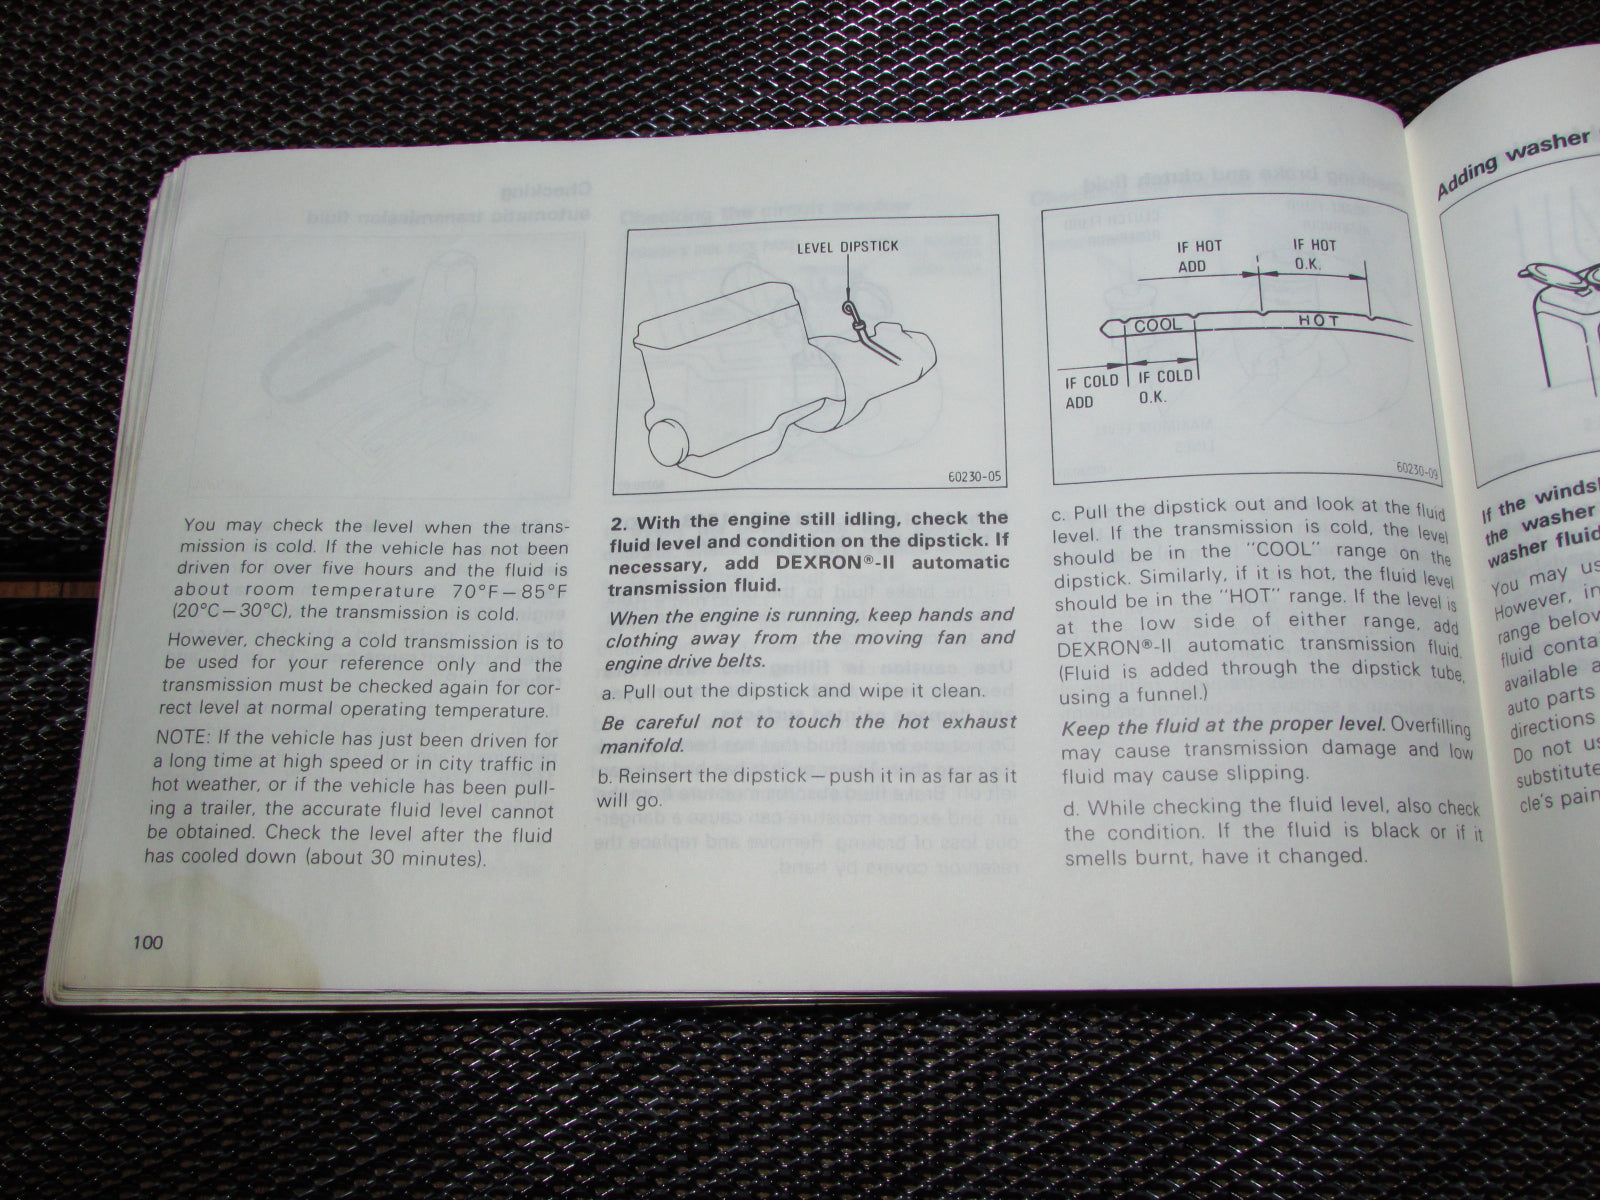 You may check the level when the trans-
mission is cold. If the vehicle has not been
driven for over five hours and the fluid is
about room temperature 70°F—85°F
(20°C—30°C), the transmission is cold.
However, checking a cold transmission is to
be used for your reference only and the
transmission must be checked again for cor-
rect level at normal operating temperature.
NOTE: If the vehicle has just been driven for
a long time at high speed or in city traffic in
hot weather, or if the vehicle has been pull-
ing a trailer, the accurate fluid level cannot
be obtained. Check the level after the fluid
has cooled down (about 30 minutes).
100
LEVEL DIPSTICK
60230-05
2. With the engine still idling, check the
fluid level and condition on the dipstick. If
necessary, add DEXRON®-II automatic
transmission fluid.
When the engine is running, keep hands and
clothing away from the moving fan and
engine drive belts.
a. Pull out the dipstick and wipe it clean.
Be careful not to touch the hot exhaust
manifold.
b. Reinsert the dipstick—push it in as far as it
will go.
IF HOT
ADD
IF HOT
O.K.
COOL
HOT
IF COLD
ADD
IF COLD
O.K.
60230-09
c. Pull the dipstick out and look at the fluid
level. If the transmission is cold, the level
should be in the "COOL" range on the
dipstick. Similarly, if it is hot, the fluid level
should be in the "HOT" range. If the level is
at the low side of either range, add
DEXRON®-II automatic transmission fluid.
(Fluid is added through the dipstick tube,
using a funnel.)
Keep the fluid at the proper level. Overfilling
may cause transmission damage and low
fluid may cause slipping.
d. While checking the fluid level, also check
the condition. If the fluid is black or if it
smells burnt, have it changed.
Adding washer
If the winds
the washer
washer fluid
You may us
However, in
range below
fluid conta
available a
auto parts
directions
Do not us
substitute
cle's pain